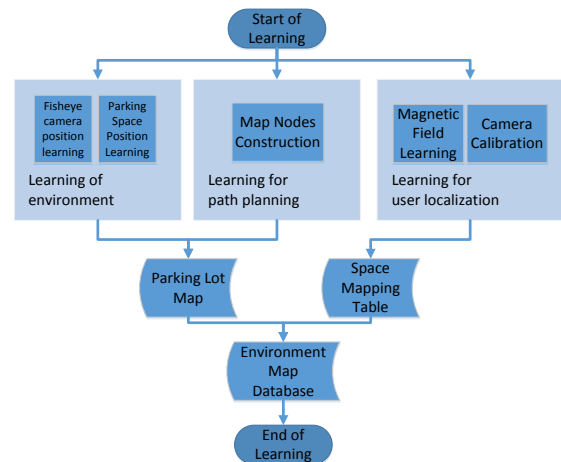 Start of
Learning
Fisheye
camera
position
learning
Parking
Space
Position
Learning
Learning of
environment
Map Nodes
Construction
Learning for
path planning
Magnetic
Field
Learning
Camera
Calibration
Learning for
user localization
Parking Lot
Map
Space
Mapping
Table
Environment
Map
Database
End of
Learning